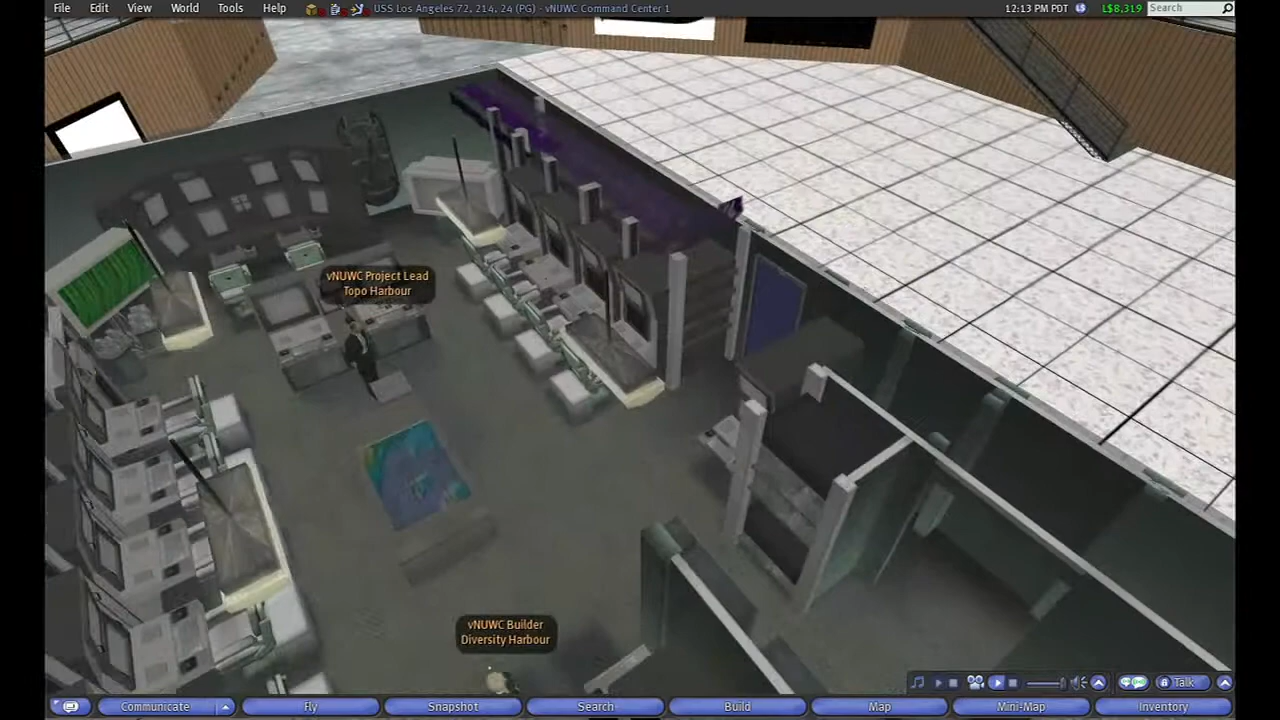 File Edit View World Tools Help USS Los Angeles 72, 214, 24 (PG) - vNUWC Command Center 1 12:13 PM PDT L$8,319 Search
vNUWC Project Lead
Topo Harbour
vNUWC Builder
Diversity Harbour
Talk
Communicate Fly Snapshot Search Build Map Mini-Map Inventory